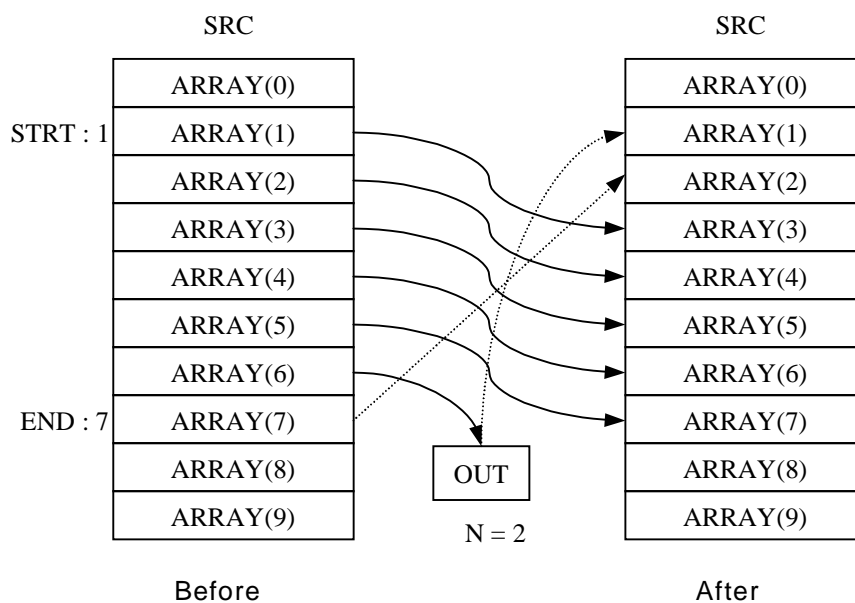 SRC
SRC
ARRAY(0)
ARRAY(0)
STRT : 1
ARRAY(1)
ARRAY(1)
ARRAY(2)
ARRAY(2)
ARRAY(3)
ARRAY(3)
ARRAY(4)
ARRAY(4)
ARRAY(5)
ARRAY(5)
ARRAY(6)
ARRAY(6)
END : 7
ARRAY(7)
ARRAY(7)
ARRAY(8)
OUT
ARRAY(8)
ARRAY(9)
N = 2
ARRAY(9)
Before
After